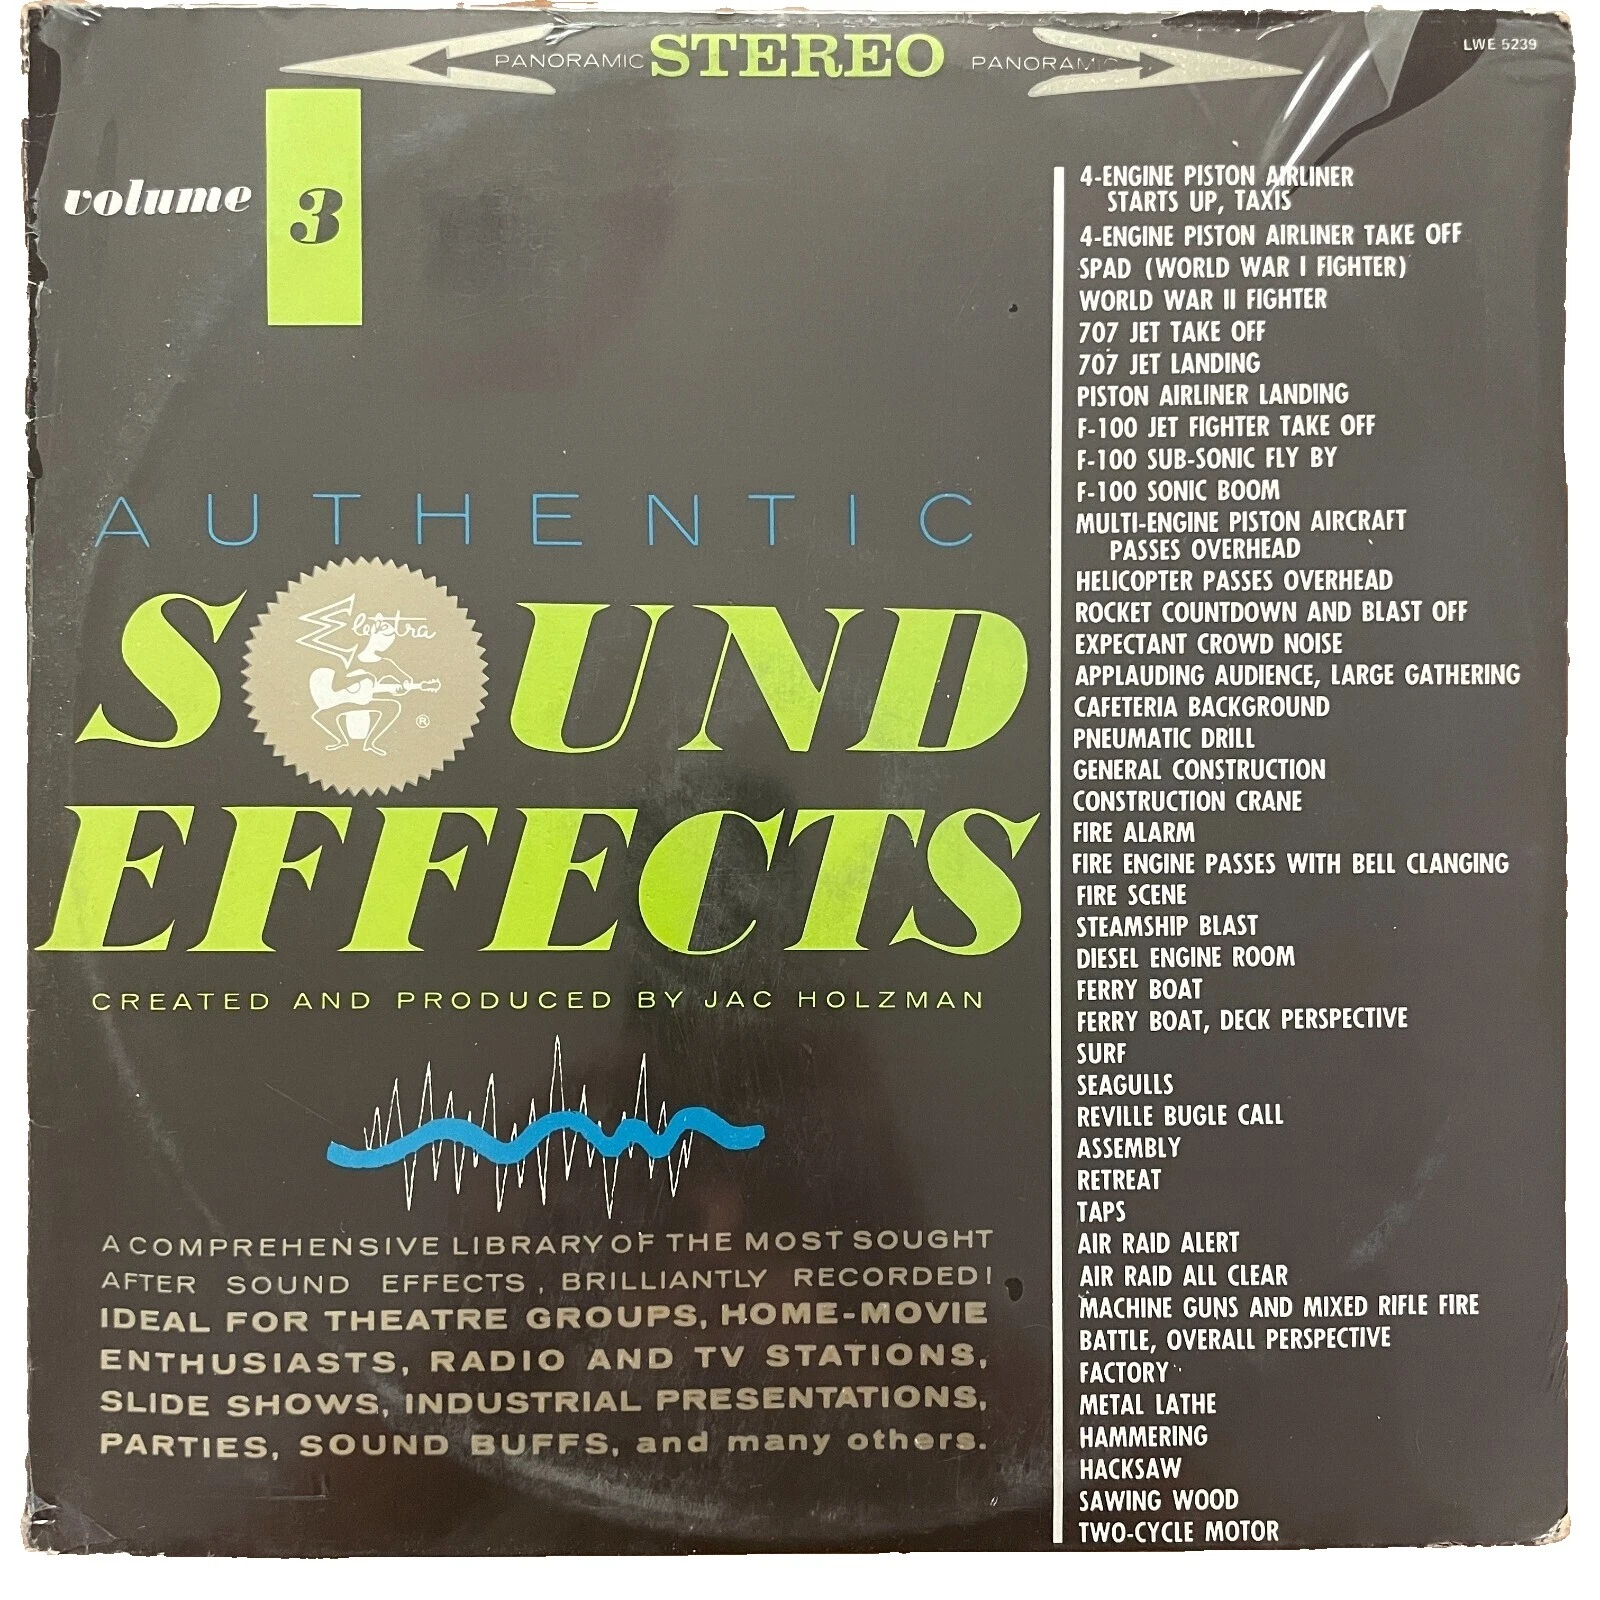 PANORAMIC STEREO PANORAMIC
LWE 5239
volume 3
AUTHENTIC
Elektra
®
SOUND
EFFECTS
CREATED AND PRODUCED BY JAC HOLZMAN
A COMPREHENSIVE LIBRARY OF THE MOST SOUGHT
AFTER SOUND EFFECTS, BRILLIANTLY RECORDED!
IDEAL FOR THEATRE GROUPS, HOME-MOVIE
ENTHUSIASTS, RADIO AND TV STATIONS,
SLIDE SHOWS, INDUSTRIAL PRESENTATIONS,
PARTIES, SOUND BUFFS, and many others.
4-ENGINE PISTON AIRLINER
STARTS UP, TAXIS
4-ENGINE PISTON AIRLINER TAKE OFF
SPAD (WORLD WAR I FIGHTER)
WORLD WAR II FIGHTER
707 JET TAKE OFF
707 JET LANDING
PISTON AIRLINER LANDING
F-100 JET FIGHTER TAKE OFF
F-100 SUB-SONIC FLY BY
F-100 SONIC BOOM
MULTI-ENGINE PISTON AIRCRAFT
PASSES OVERHEAD
HELICOPTER PASSES OVERHEAD
ROCKET COUNTDOWN AND BLAST OFF
EXPECTANT CROWD NOISE
APPLAUDING AUDIENCE, LARGE GATHERING
CAFETERIA BACKGROUND
PNEUMATIC DRILL
GENERAL CONSTRUCTION
CONSTRUCTION CRANE
FIRE ALARM
FIRE ENGINE PASSES WITH BELL CLANGING
FIRE SCENE
STEAMSHIP BLAST
DIESEL ENGINE ROOM
FERRY BOAT
FERRY BOAT, DECK PERSPECTIVE
SURF
SEAGULLS
REVILLE BUGLE CALL
ASSEMBLY
RETREAT
TAPS
AIR RAID ALERT
AIR RAID ALL CLEAR
MACHINE GUNS AND MIXED RIFLE FIRE
BATTLE, OVERALL PERSPECTIVE
FACTORY
METAL LATHE
HAMMERING
HACKSAW
SAWING WOOD
TWO-CYCLE MOTOR